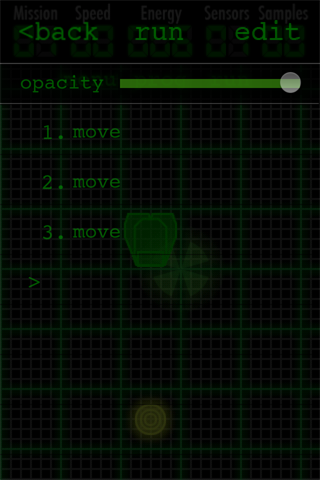 Mission Speed Energy Sensors Samples
<back run edit
opacity
1. move
2. move
3. move
>